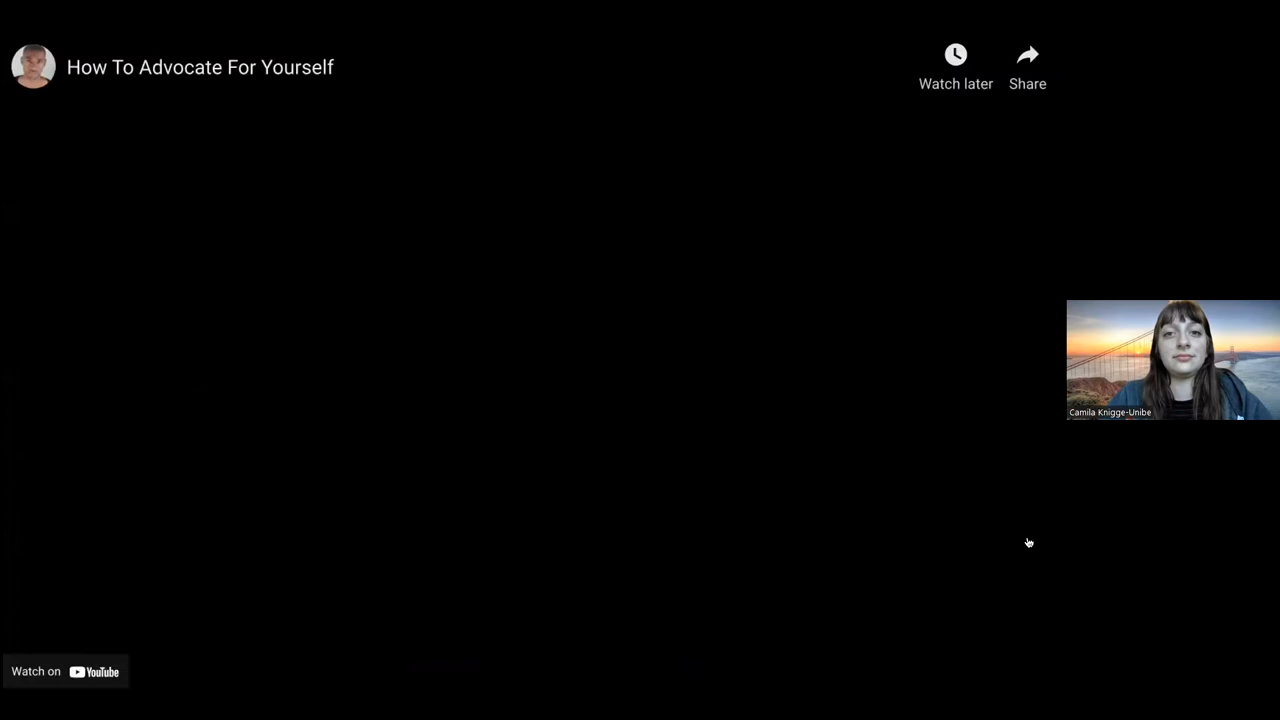 How To Advocate For Yourself
Watch later
Share
Camila Knigge-Unibe
Watch on YouTube